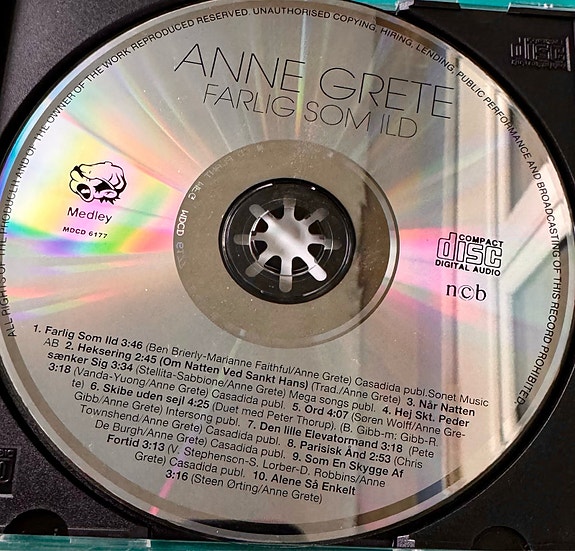 ALL RIGHTS OF THE PRODUCER AND OF THE OWNER OF THE WORK REPRODUCED RESERVED. UNAUTHORISED COPYING, HIRING, LENDING, PUBLIC PERFORMANCE AND BROADCASTING OF THIS RECORD PROHIBITED.
ANNE GRETE
FARLIG SOM ILD
Medley
MDCD 6177
COMPACT
disc
DIGITAL AUDIO
n©b
1. Farlig Som Ild 3:46 (Ben Brierly-Marianne Faithful/Anne Grete) Casadida publ.Sonet Music
AB 2. Heksering 2:45 (Om Natten Ved Sankt Hans) (Trad./Anne Grete) 3. Når Natten
sænker Sig 3:34 (Stellita-Sabbione/Anne Grete) Mega songs publ. 4. Hej Skt. Peder
3:18 (Vanda-Yuong/Anne Grete) Casadida publ. 5. Ord 4:07 (Søren Wolff/Anne Gre-
te) 6. Skibe uden sejl 4:25 (Duet med Peter Thorup). (B. Gibb-m; Gibb-R.
Gibb/Anne Grete) Intersong publ. 7. Den lille Elevatormand 3:18 (Pete
Townshend/Anne Grete) Casadida publ. 8. Parisisk Ånd 2:53 (Chris
De Burgh/Anne Grete) Casadida publ. 9. Som En Skygge Af
Fortid 3:13 (V. Stephenson-S. Lorber-D. Robbins/Anne
Grete) Casadida publ. 10. Alene Så Enkelt
3:16 (Steen Ørting/Anne Grete)